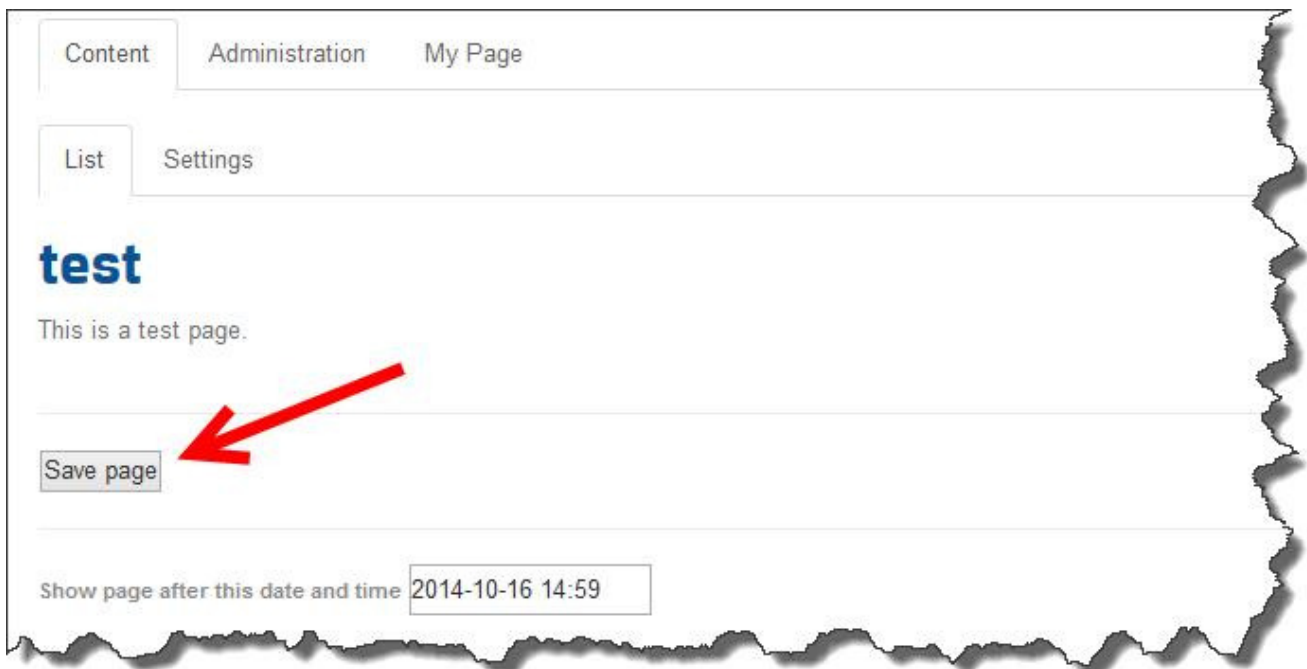 Content Administration My Page
List Settings
test
This is a test page.
Save page
Show page after this date and time 2014-10-16 14:59